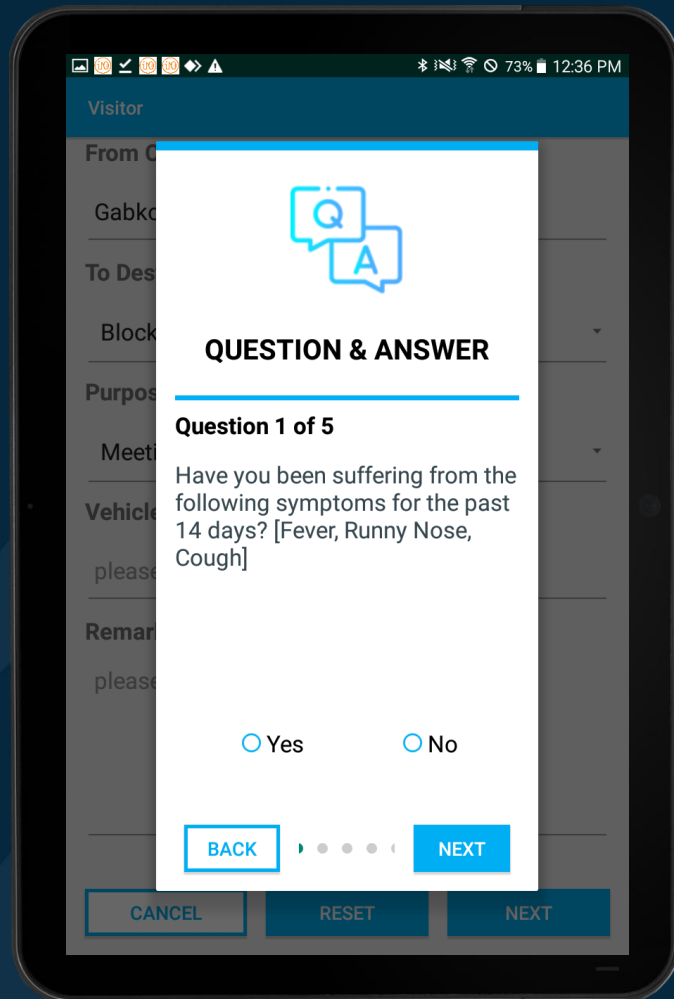 73% 12:36 PM
Visitor
From C
Gabko
To Des
Block
Purpos
Meeti
Vehicle
please
Remar
please
Q
A
QUESTION & ANSWER
Question 1 of 5
Have you been suffering from the
following symptoms for the past
14 days? [Fever, Runny Nose,
Cough]
Yes No
BACK NEXT
CANCEL RESET NEXT